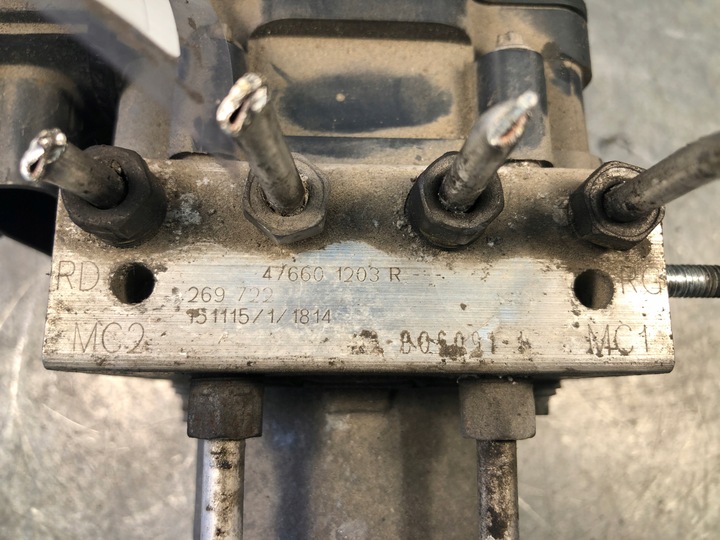 47660 1203 R
RD RG
269 722
151115/1/1814
MC2 MC1